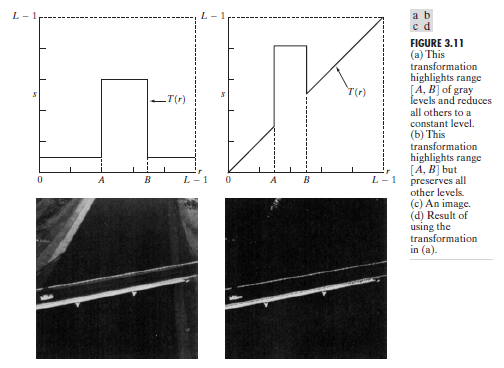 L – 1
s
T(r)
0
A
B
L – 1
r
L – 1
s
T(r)
0
A
B
L – 1
r
a b
c d
FIGURE 3.11
(a) This
transformation
highlights range
[A, B] of gray
levels and reduces
all others to a
constant level.
(b) This
transformation
highlights range
[A, B] but
preserves all
other levels.
(c) An image.
(d) Result of
using the
transformation
in (a).